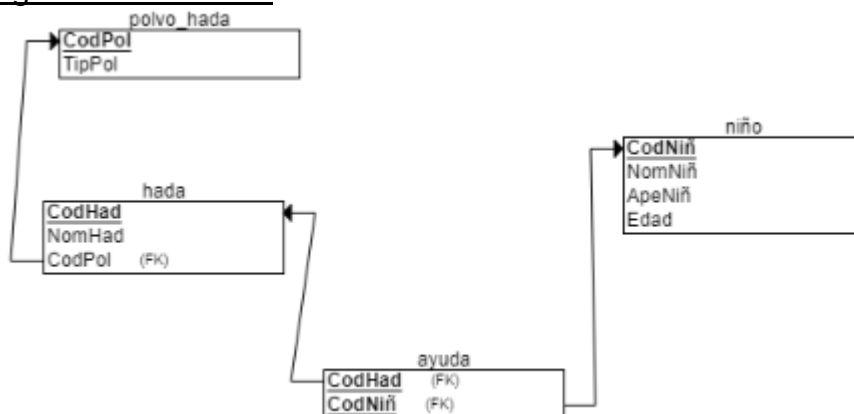 polvo_hada
CodPol
TipPol
niño
CodNiñ
NomNiñ
ApeNiñ
Edad
hada
CodHad
NomHad
CodPol (FK)
ayuda
CodHad (FK)
CodNiñ (FK)